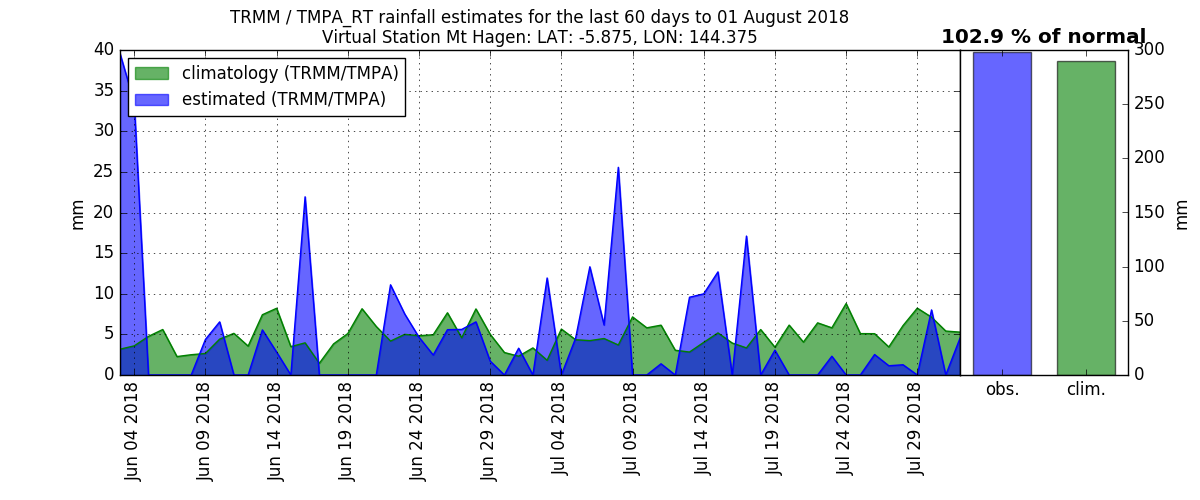 TRMM / TMPA_RT rainfall estimates for the last 60 days to 01 August 2018
Virtual Station Mt Hagen: LAT: -5.875, LON: 144.375
102.9 % of normal
climatology (TRMM/TMPA)
estimated (TRMM/TMPA)
mm
40
35
30
25
20
15
10
5
0
Jun 04 2018
Jun 09 2018
Jun 14 2018
Jun 19 2018
Jun 24 2018
Jun 29 2018
Jul 04 2018
Jul 09 2018
Jul 14 2018
Jul 19 2018
Jul 24 2018
Jul 29 2018
obs.
clim.
300
250
200
150
100
50
0
mm